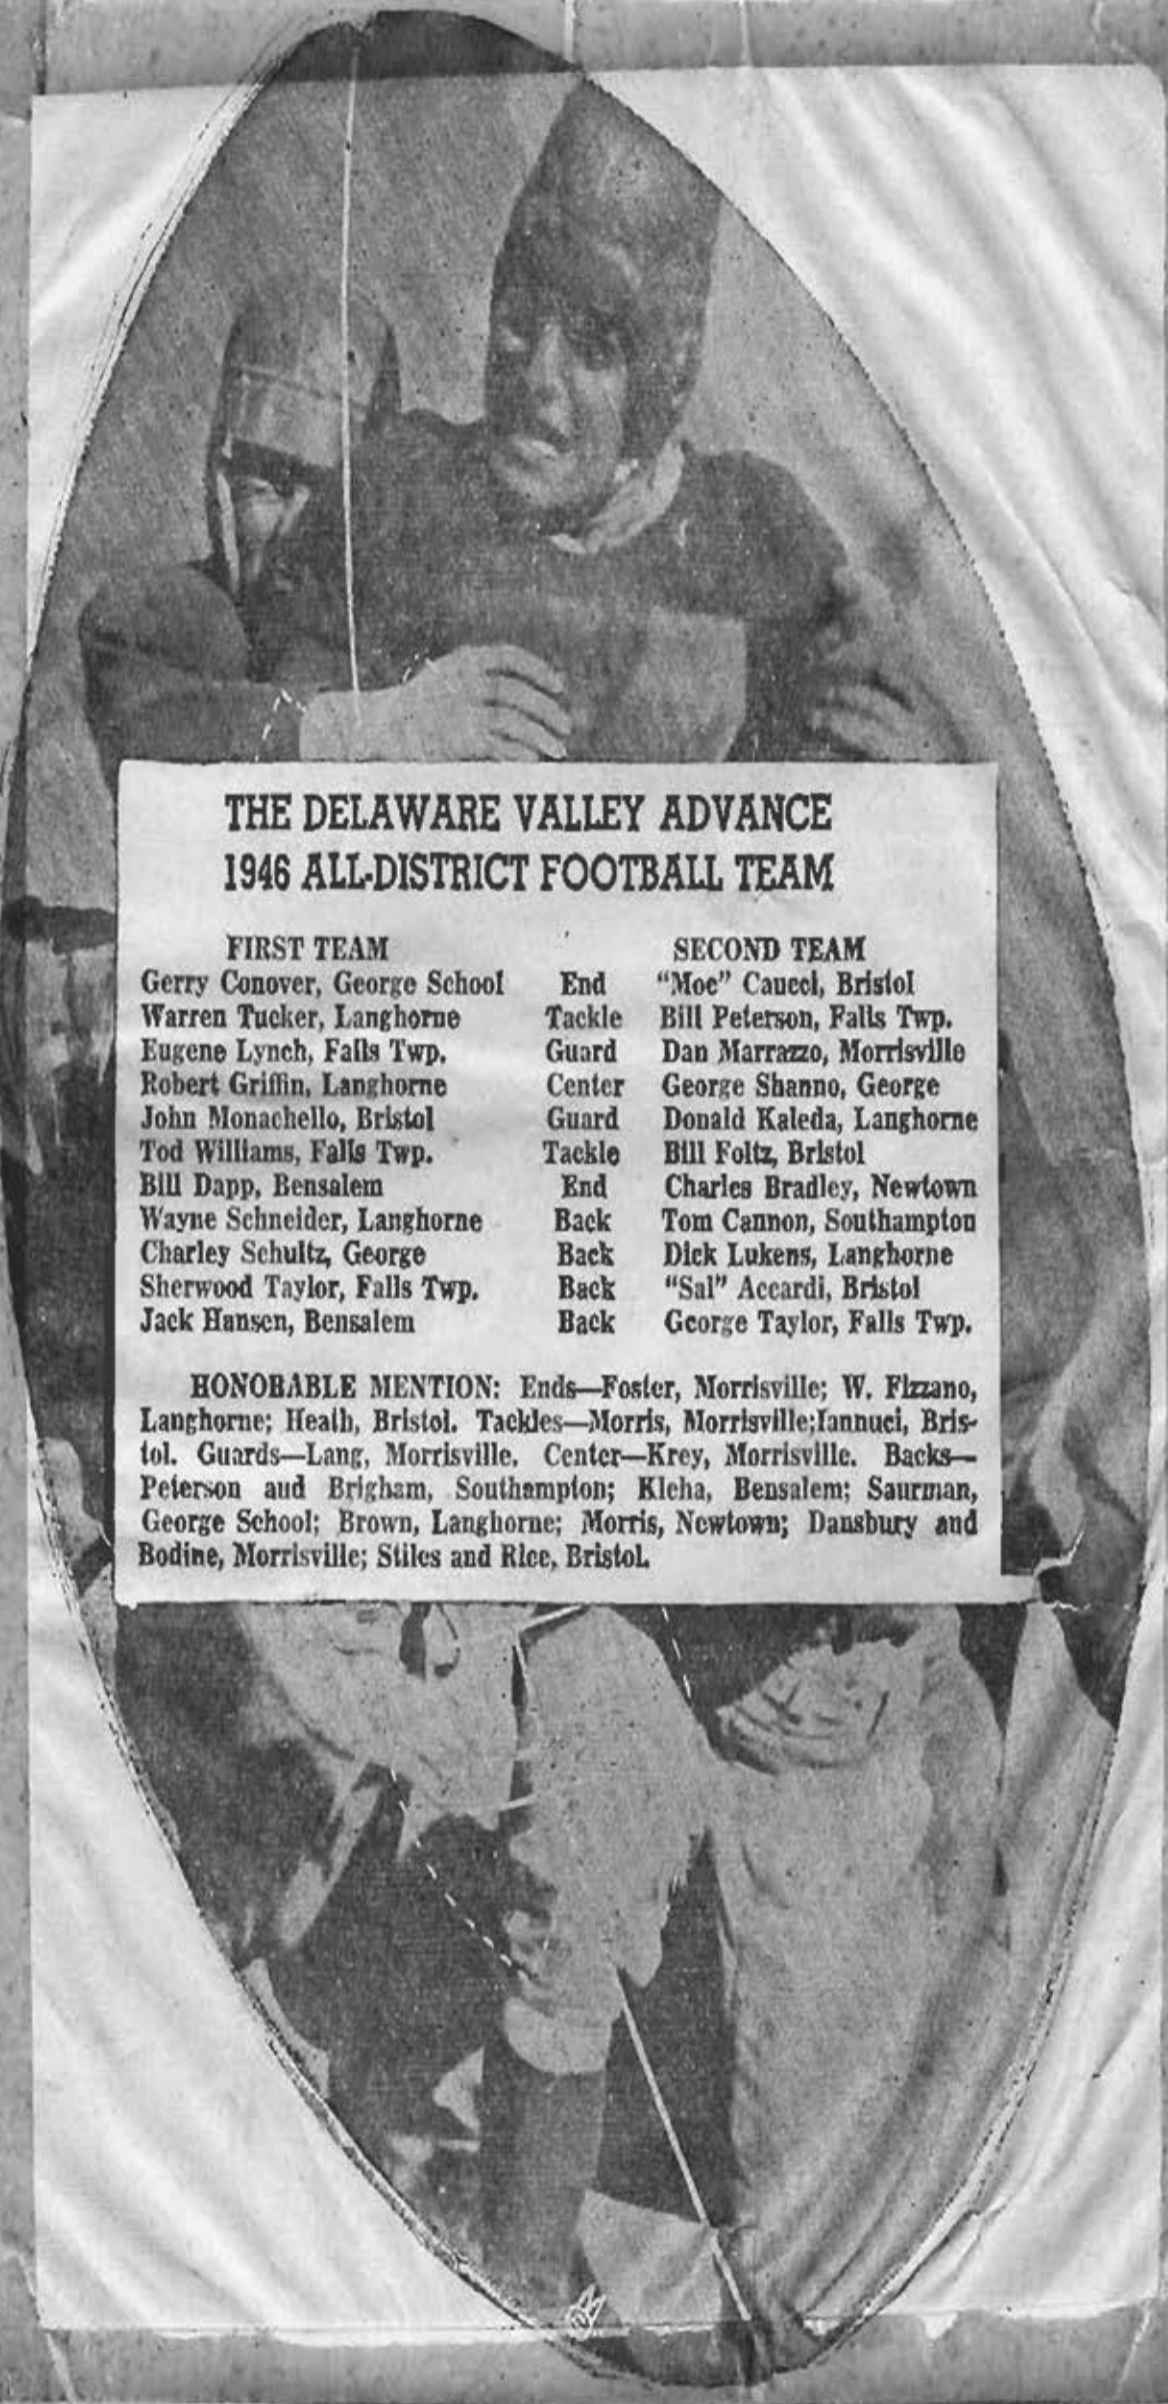 THE DELAWARE VALLEY ADVANCE
1946 ALL-DISTRICT FOOTBALL TEAM
FIRST TEAM SECOND TEAM
Gerry Conover, George School End "Moe" Caucci, Bristol
Warren Tucker, Langhorne Tackle Bill Peterson, Falls Twp.
Eugene Lynch, Falls Twp. Guard Dan Marrazzo, Morrisville
Robert Griffin, Langhorne Center George Shanno, George
John Monachello, Bristol Guard Donald Kaleda, Langhorne
Tod Williams, Falls Twp. Tackle Bill Foltz, Bristol
Bill Dapp, Bensalem End Charles Bradley, Newtown
Wayne Schneider, Langhorne Back Tom Cannon, Southampton
Charley Schultz, George Back Dick Lukens, Langhorne
Sherwood Taylor, Falls Twp. Back "Sal" Accardi, Bristol
Jack Hansen, Bensalem Back George Taylor, Falls Twp.
HONORABLE MENTION: Ends—Foster, Morrisville; W. Fizzano,
Langhorne; Heath, Bristol. Tackles—Morris, Morrisville;Iannuci, Bris-
tol. Guards—Lang, Morrisville. Center—Krey, Morrisville. Backs—
Peterson and Brigham, Southampton; Kleha, Bensalem; Saurman,
George School; Brown, Langhorne; Morris, Newtown; Dansbury and
Bodine, Morrisville; Stiles and Rice, Bristol.